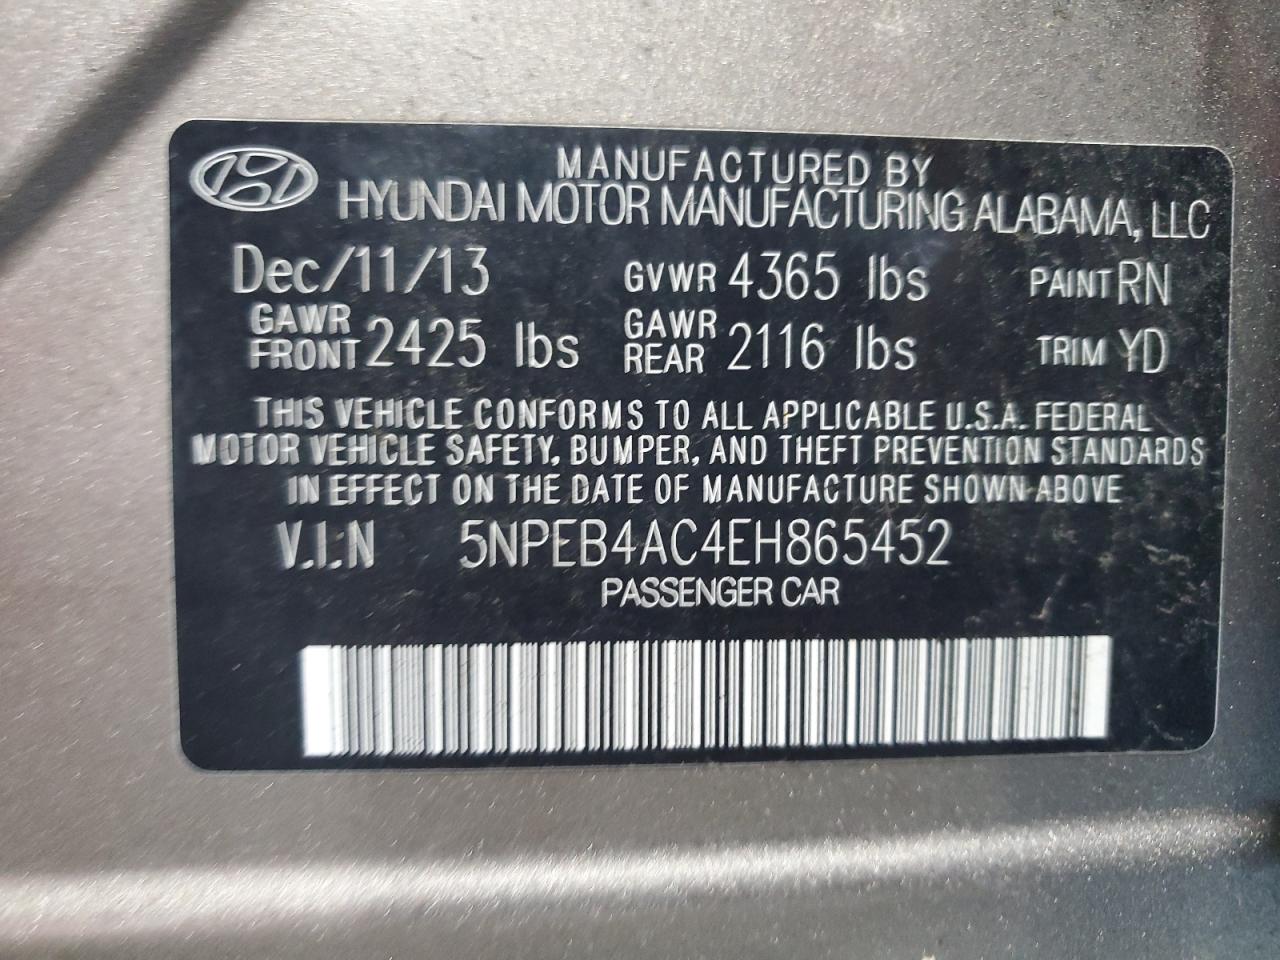 MANUFACTURED BY
HYUNDAI MOTOR MANUFACTURING ALABAMA, LLC
Dec/11/13 GVWR 4365 lbs PAINT RN
GAWR FRONT 2425 lbs GAWR REAR 2116 lbs TRIM YD
THIS VEHICLE CONFORMS TO ALL APPLICABLE U.S.A. FEDERAL
MOTOR VEHICLE SAFETY, BUMPER, AND THEFT PREVENTION STANDARDS
IN EFFECT ON THE DATE OF MANUFACTURE SHOWN ABOVE
V.I.N 5NPEB4AC4EH865452
PASSENGER CAR